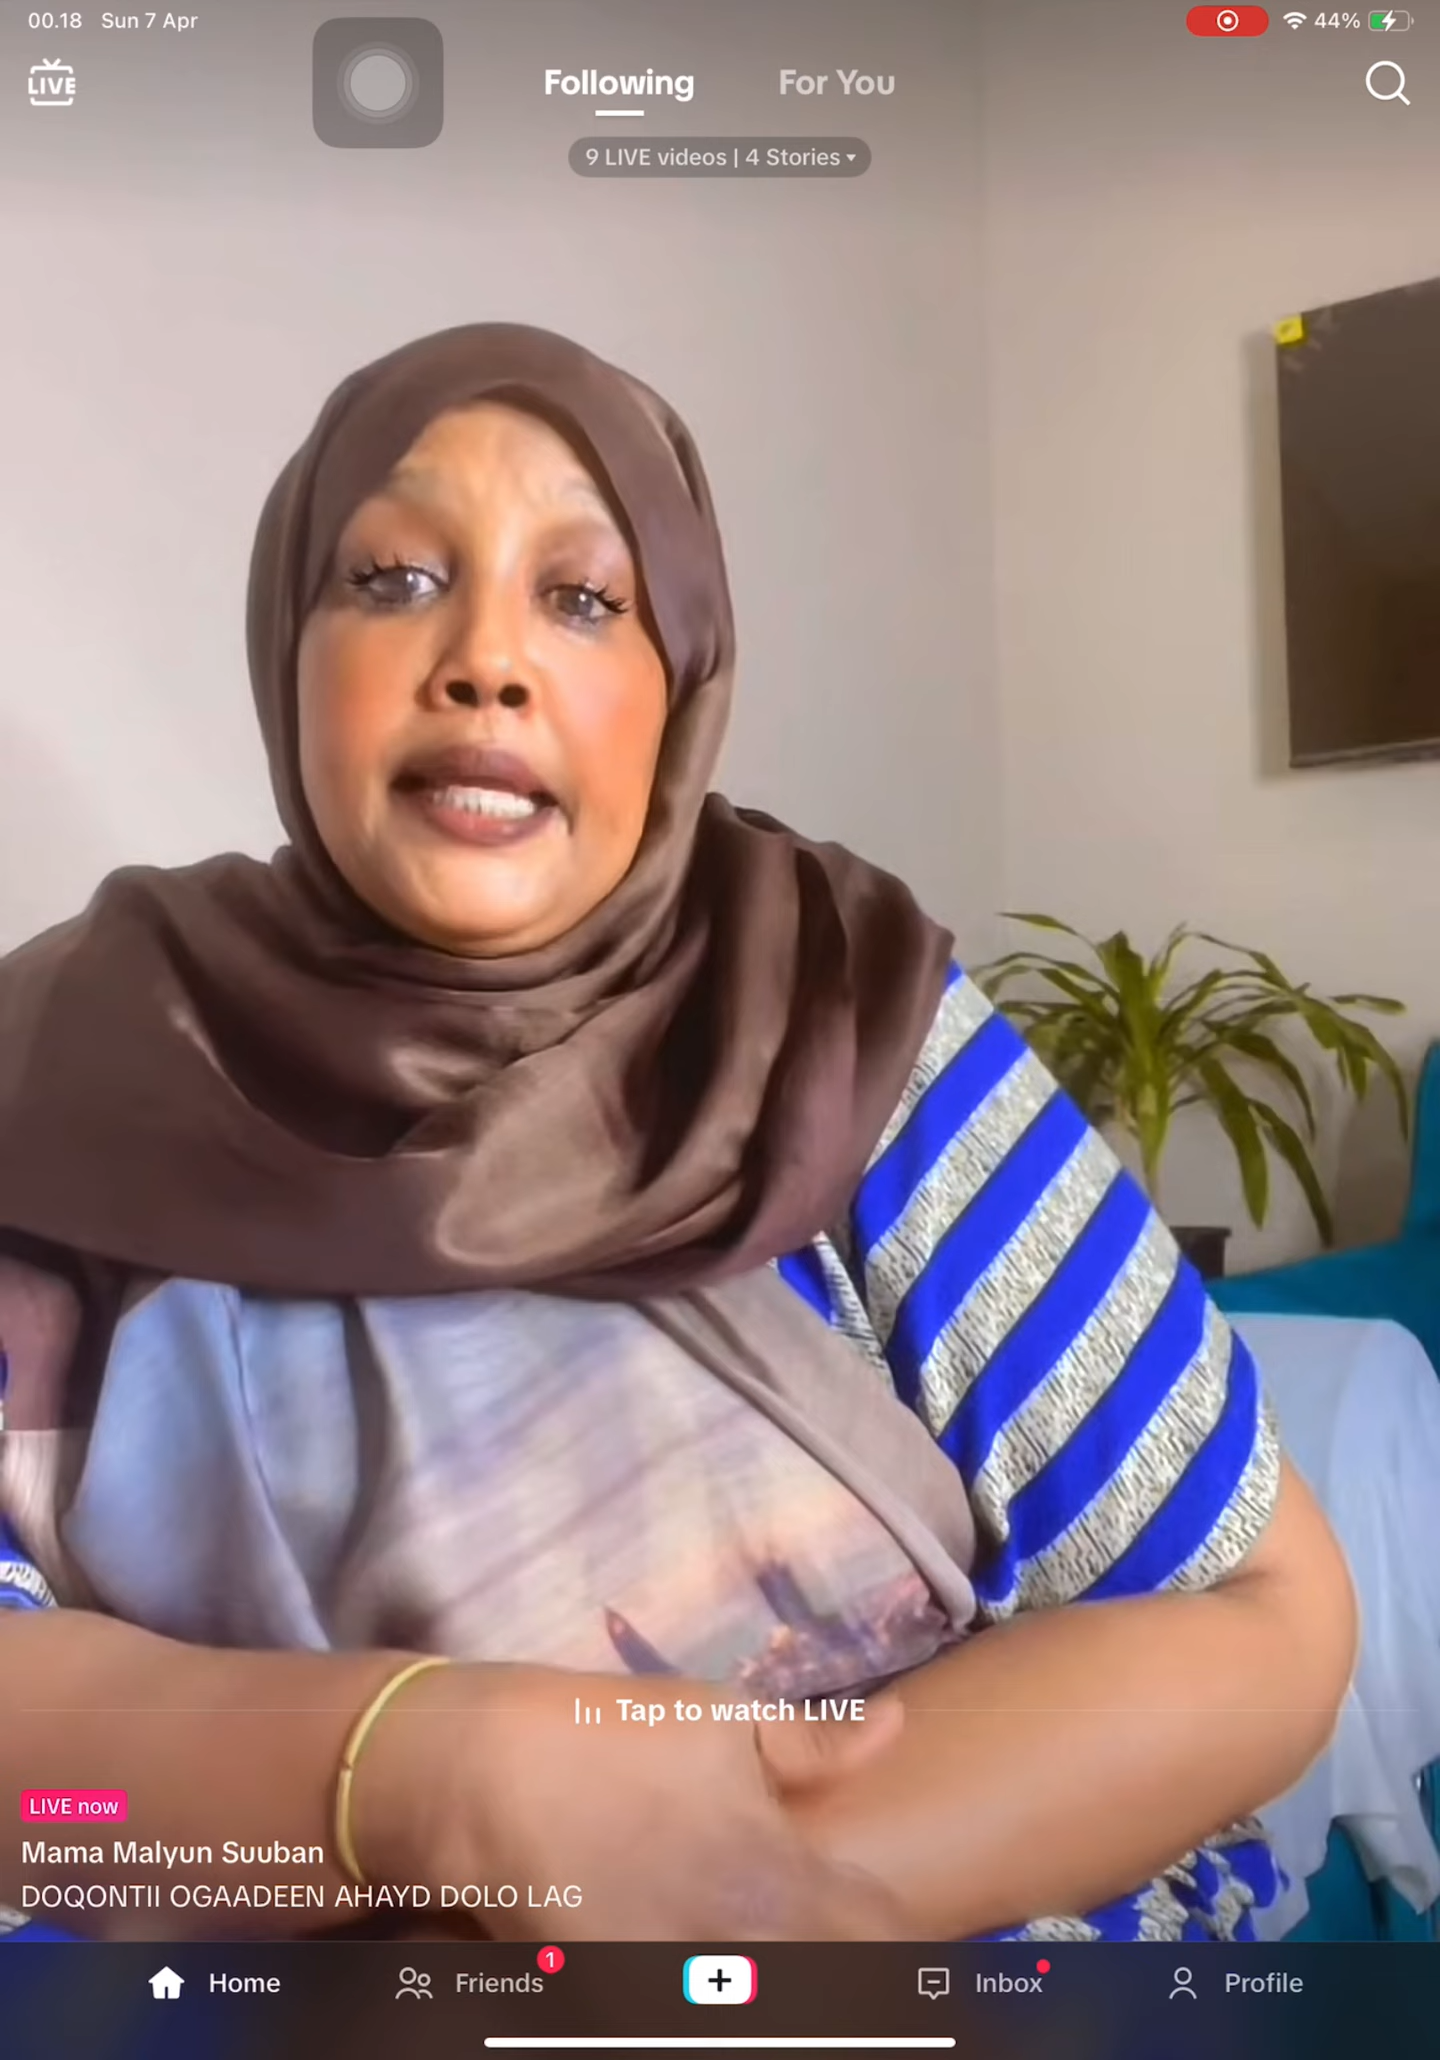 00.18 Sun 7 Apr
44%
LIVE
Following
For You
9 LIVE videos | 4 Stories
Tap to watch LIVE
LIVE now
Mama Malyun Suuban
DOQONTII OGAADEEN AHAYD DOLO LAG
Home
Friends
1
Inbox
Profile